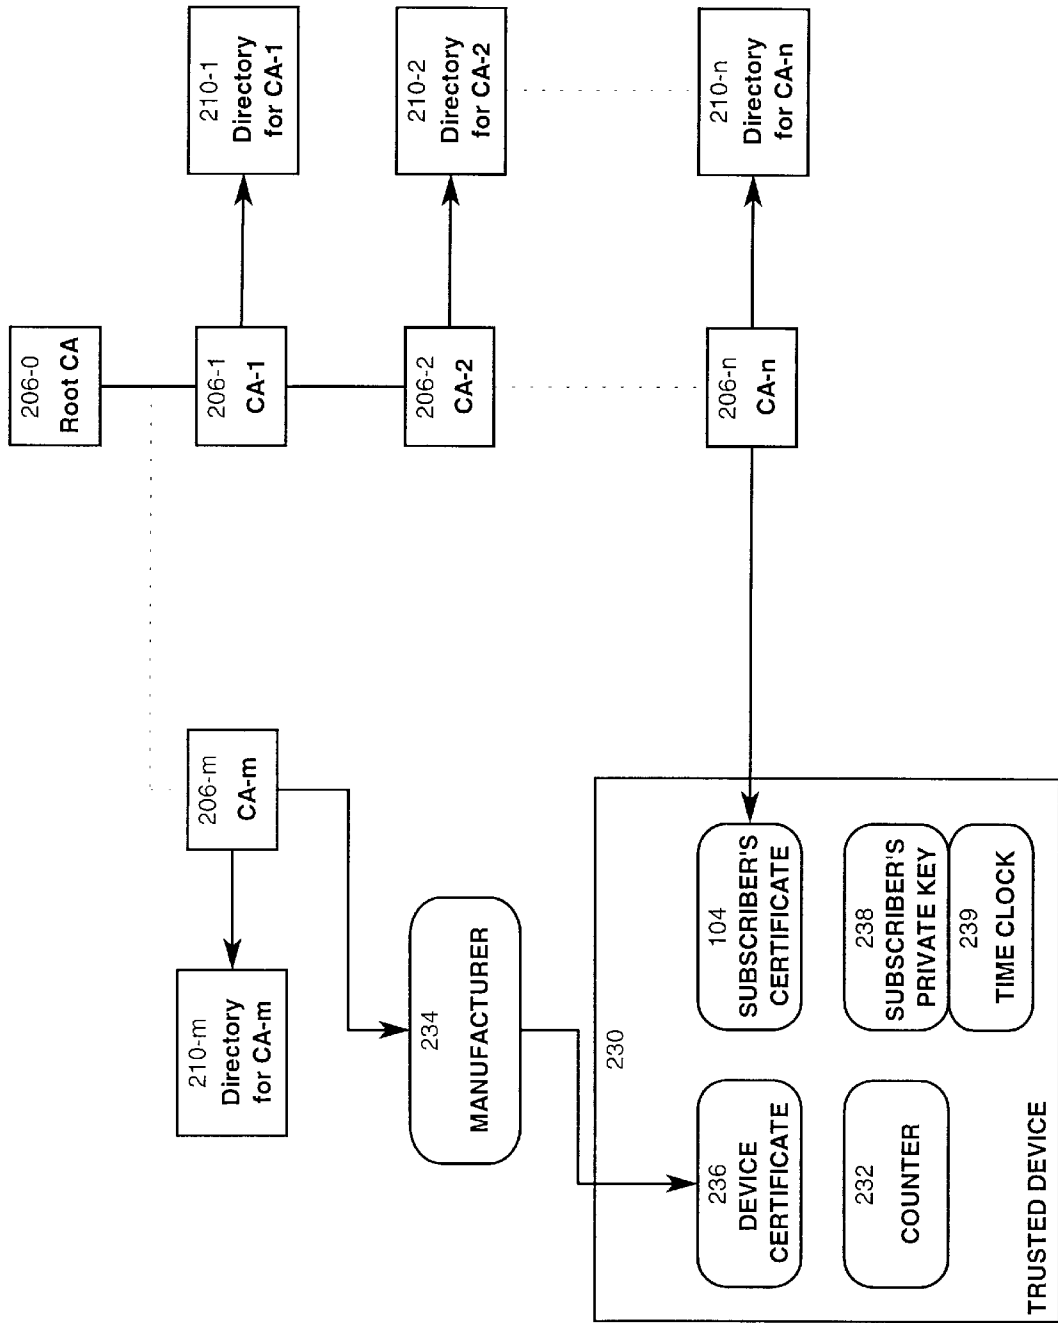 206-0
Root CA
206-1
CA-1
210-1
Directory
for CA-1
206-2
CA-2
210-2
Directory
for CA-2
206-n
CA-n
210-n
Directory
for CA-n
206-m
CA-m
210-m
Directory
for CA-m
234
MANUFACTURER
230
236
DEVICE
CERTIFICATE
104
SUBSCRIBER'S
CERTIFICATE
232
COUNTER
238
SUBSCRIBER'S
PRIVATE KEY
239
TIME CLOCK
TRUSTED DEVICE